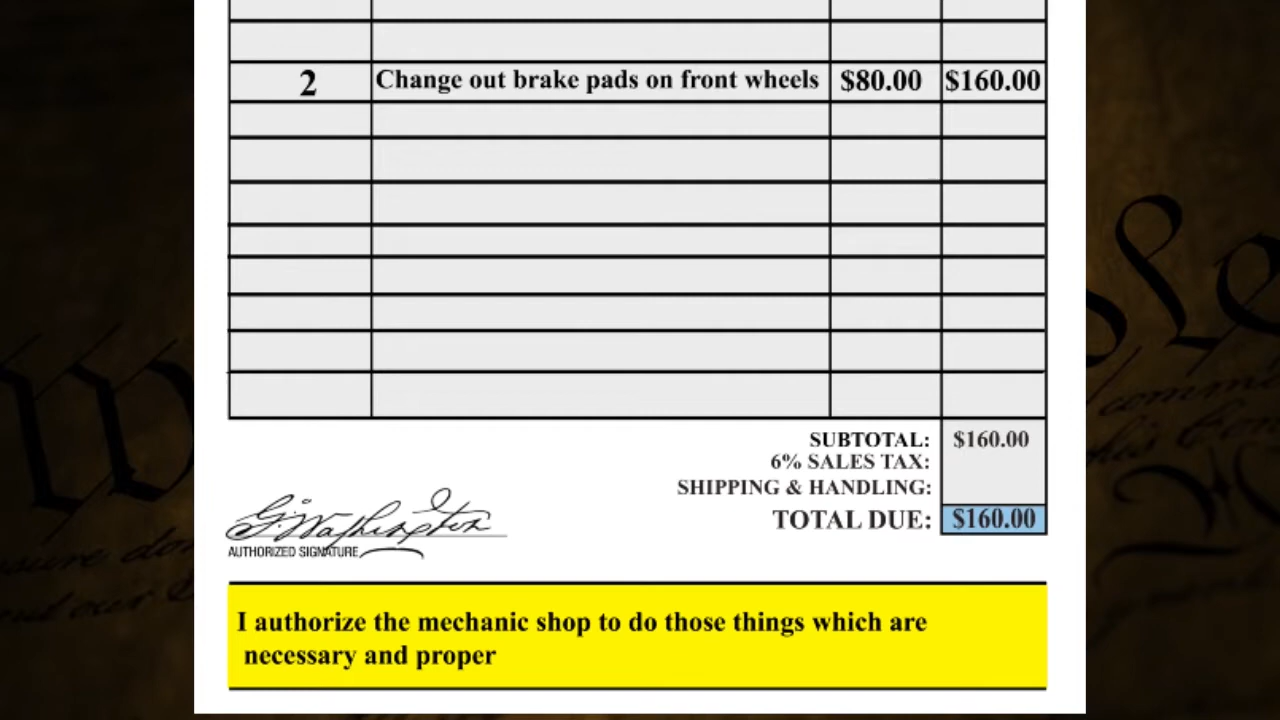 2 Change out brake pads on front wheels $80.00 $160.00
SUBTOTAL: $160.00
6% SALES TAX:
SHIPPING & HANDLING:
TOTAL DUE: $160.00
G. Washington
AUTHORIZED SIGNATURE
I authorize the mechanic shop to do those things which are
necessary and proper